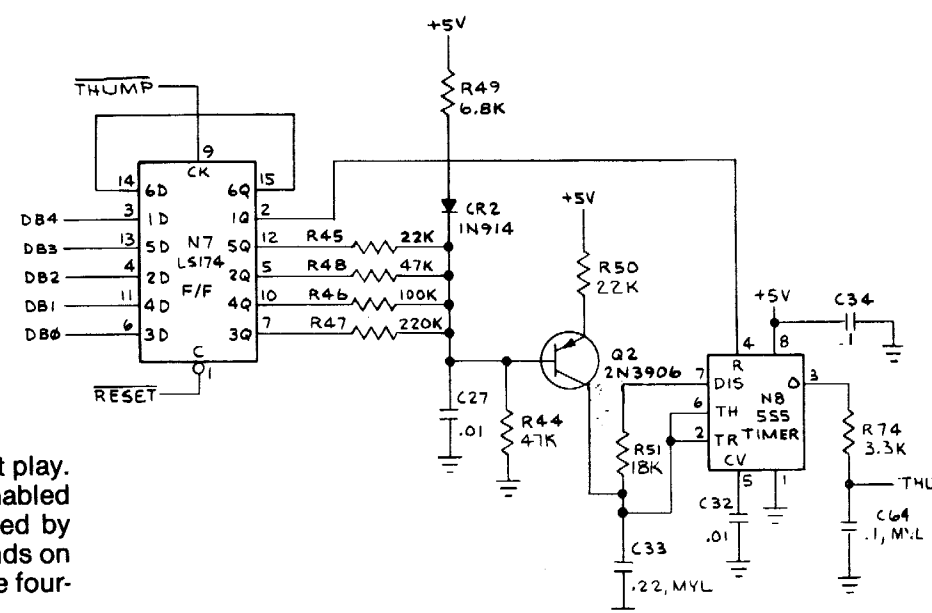 +5V
R49
6.8K
THUMP
9
CK
14 6D 6Q 15
DB4 3 1D 1Q 2
DB3 13 5D N7 5Q 12 R45 22K
DB2 4 2D LS174 2Q 5 R48 47K
DB1 11 4D F/F 4Q 10 R46 100K
DBØ 6 3D 3Q 7 R47 220K
C
1
RESET
CR2
1N914
+5V
R50
22K
Q2
2N3906
C27
.01
R44
47K
R51
18K
C33
.22, MYL
+5V
C34
.1
4 8
R
7 DIS O 3
6 TH N8
555
2 TR TIMER
CV
5 1
C32
.01
R74
3.3K
THU
C64
.1, MYL
t play.
nabled
ed by
nds on
e four-